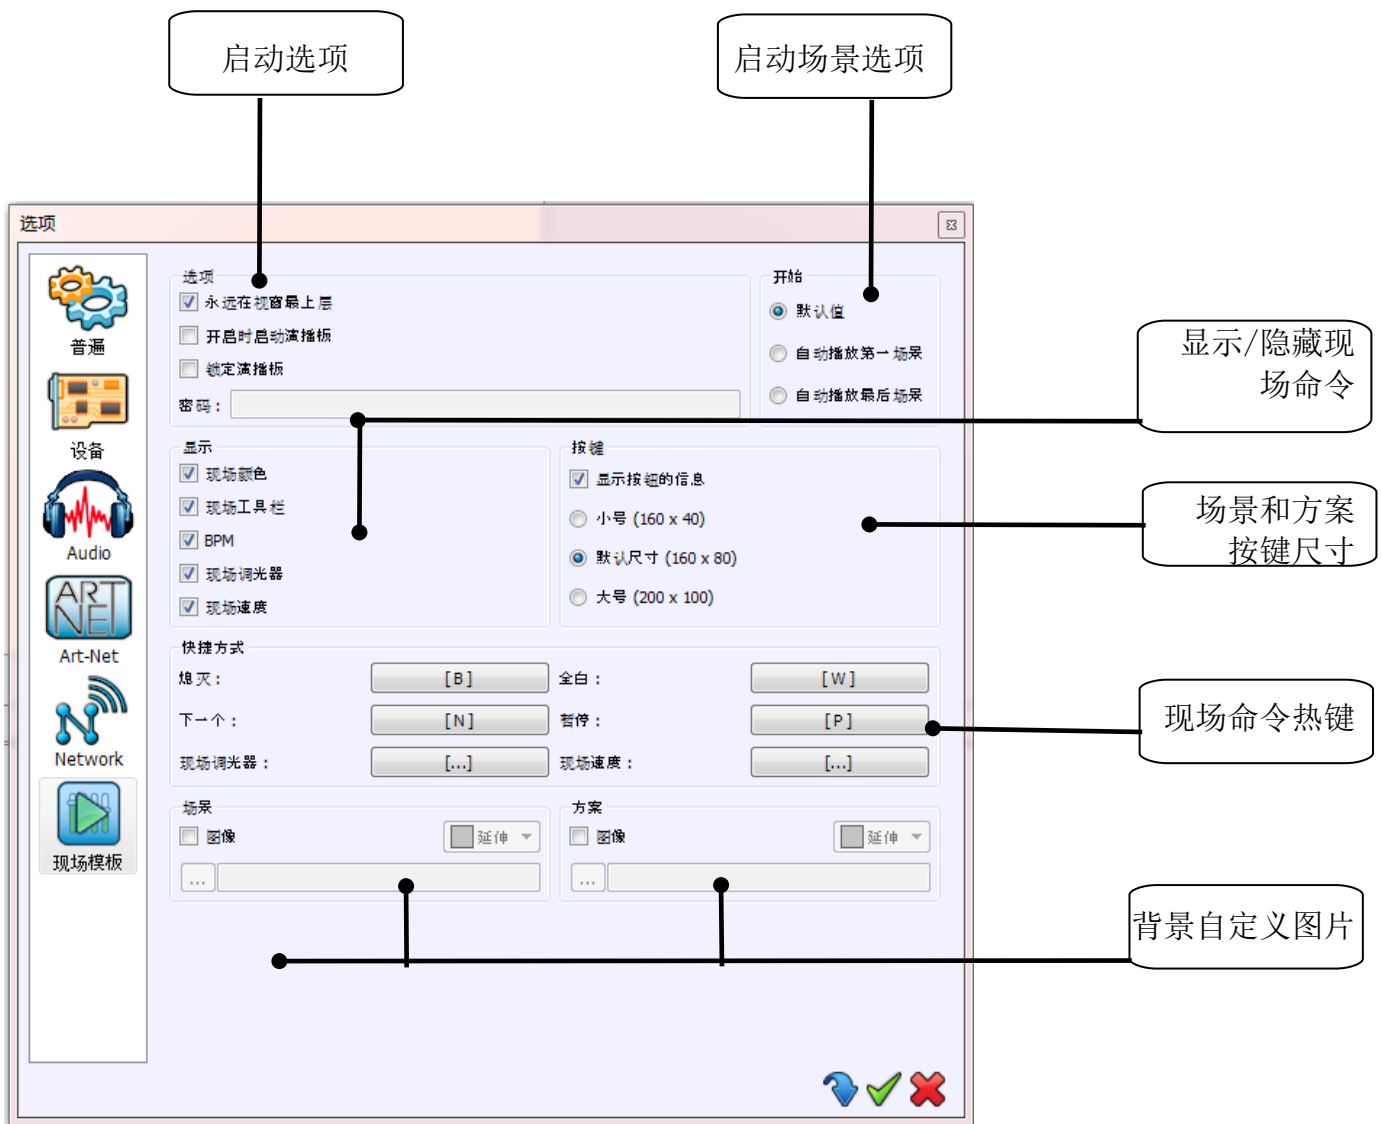 启动选项
启动场景选项
选项
普遍
设备
Audio
ART
NET
Art-Net
Network
现场模板
选项
永远在视窗最上层
开启时启动演播板
锁定演播板
密码：
开始
默认值
自动播放第一场景
自动播放最后场景
显示/隐藏现
场命令
显示
现场颜色
现场工具栏
BPM
现场调光器
现场速度
按键
显示按钮的信息
小号 (160 x 40)
默认尺寸 (160 x 80)
大号 (200 x 100)
场景和方案
按键尺寸
快捷方式
熄灭： [B] 全白： [W]
下一个： [N] 暂停： [P]
现场调光器： [...] 现场速度： [...]
现场命令热键
场景
图像 延伸
...
方案
图像 延伸
...
背景自定义图片